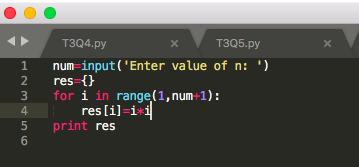 T3Q4.py × T3Q5.py ×
1 num=input('Enter value of n: ')
2 res={}
3 for i in range(1,num+1):
4     res[i]=i*i
5 print res
6